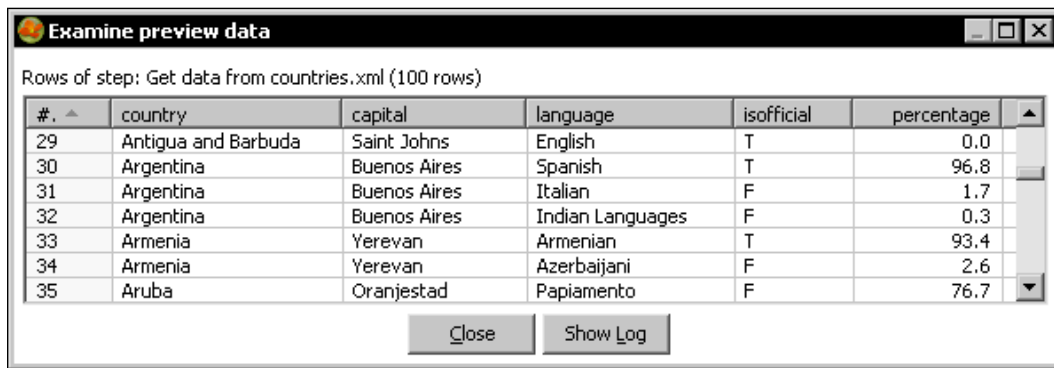 Examine preview data
Rows of step: Get data from countries.xml (100 rows)
#. country capital language isofficial percentage
29 Antigua and Barbuda Saint Johns English T 0.0
30 Argentina Buenos Aires Spanish T 96.8
31 Argentina Buenos Aires Italian F 1.7
32 Argentina Buenos Aires Indian Languages F 0.3
33 Armenia Yerevan Armenian T 93.4
34 Armenia Yerevan Azerbaijani F 2.6
35 Aruba Oranjestad Papiamento F 76.7
Close Show Log